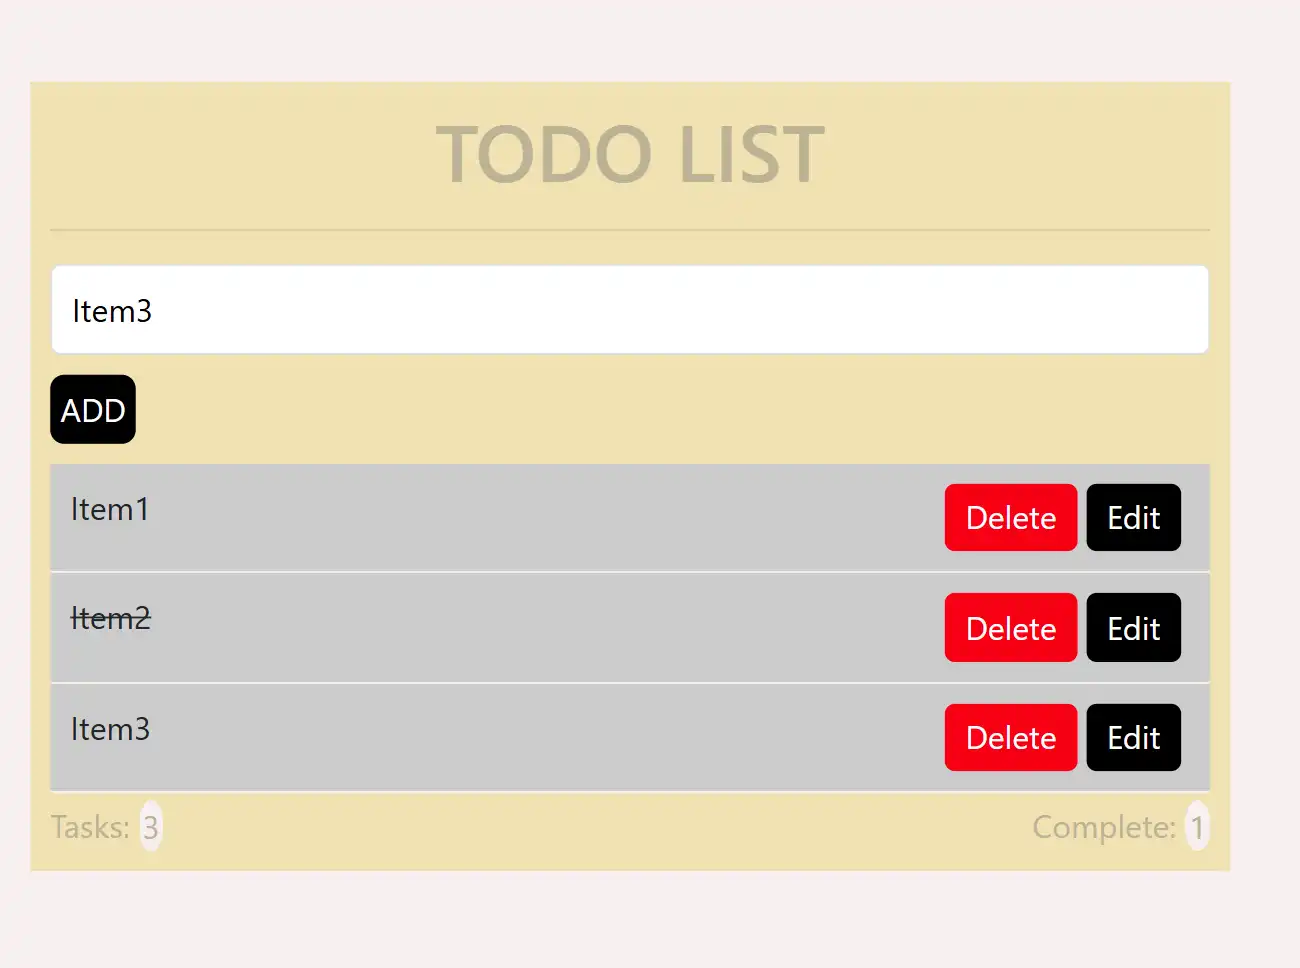 TODO LIST
Item3
ADD
Item1 Delete Edit
Item2 Delete Edit
Item3 Delete Edit
Tasks: 3 Complete: 1